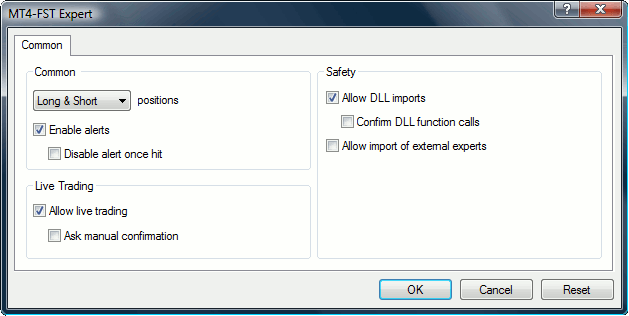 MT4-FST Expert
Common
Common
Long & Short positions
Enable alerts
Disable alert once hit
Live Trading
Allow live trading
Ask manual confirmation
Safety
Allow DLL imports
Confirm DLL function calls
Allow import of external experts
OK Cancel Reset